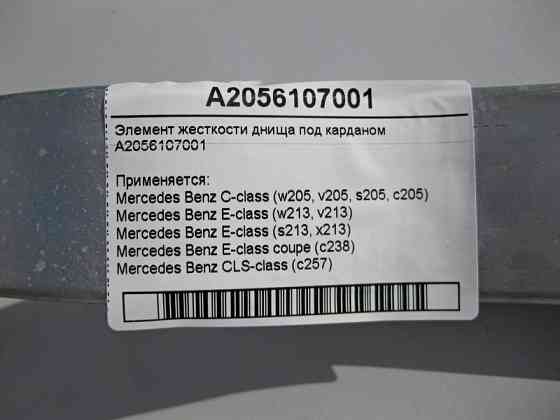 A2056107001
Элемент жесткости днища под карданом
A2056107001
Применяется:
Mercedes Benz C-class (w205, v205, s205, c205)
Mercedes Benz E-class (w213, v213)
Mercedes Benz E-class (s213, x213)
Mercedes Benz E-class coupe (c238)
Mercedes Benz CLS-class (c257)